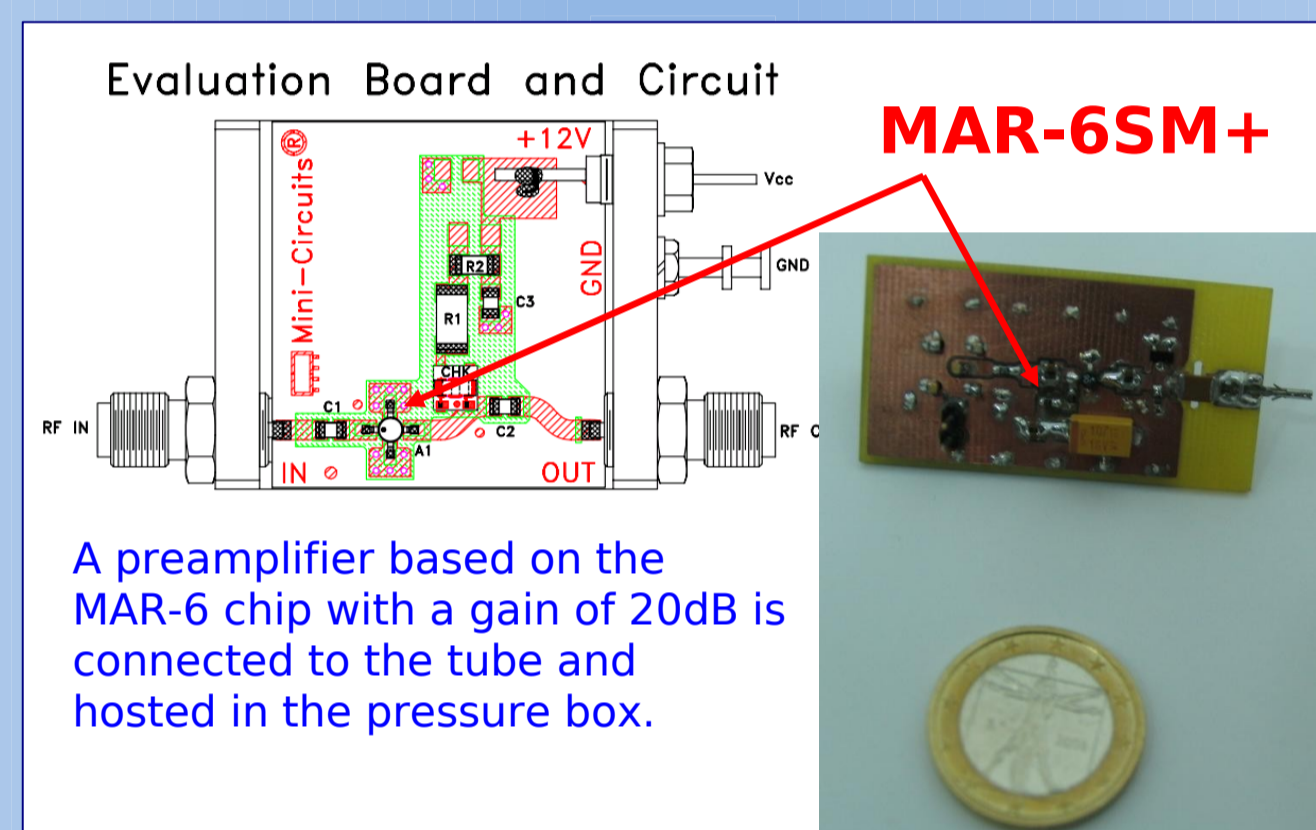 Evaluation Board and Circuit
MAR-6SM+
+12V
Mini-Circuits®
Vcc
GND
GND
R2
C3
R1
CHK
C1
C2
A1
RF IN
RF
IN
OUT
A preamplifier based on the
MAR-6 chip with a gain of 20dB is
connected to the tube and
hosted in the pressure box.